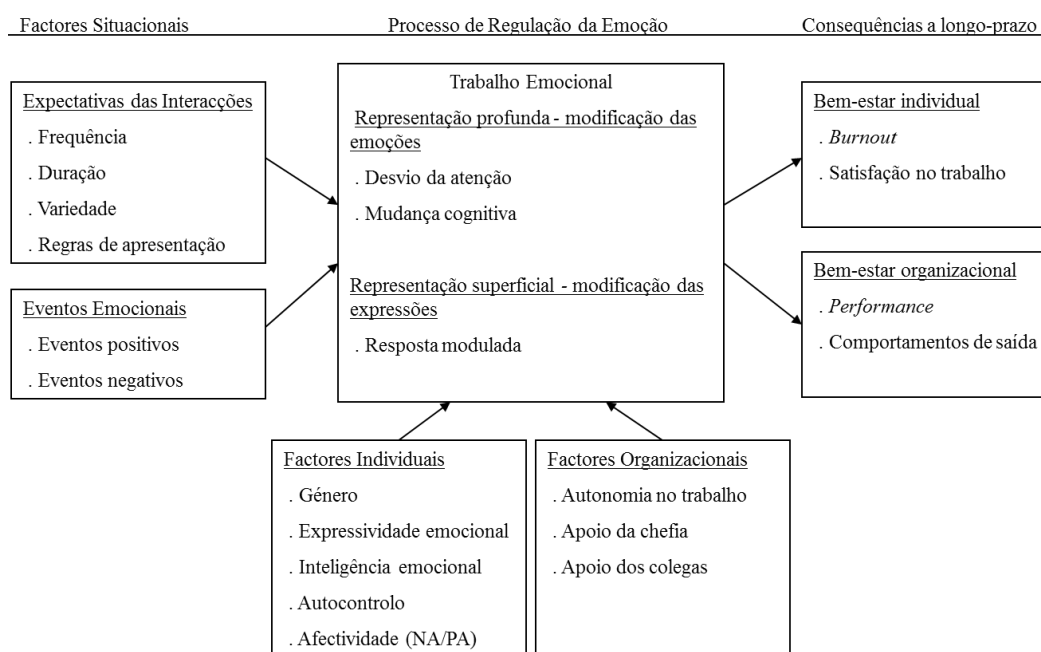 Factores Situacionais
Processo de Regulação da Emoção
Consequências a longo-prazo
Expectativas das Interacções
. Frequência
. Duração
. Variedade
. Regras de apresentação
Eventos Emocionais
. Eventos positivos
. Eventos negativos
Trabalho Emocional
Representação profunda - modificação das
emoções
. Desvio da atenção
. Mudança cognitiva
Representação superficial - modificação das
expressões
. Resposta modulada
Bem-estar individual
. Burnout
. Satisfação no trabalho
Bem-estar organizacional
. Performance
. Comportamentos de saída
Factores Individuais
. Género
. Expressividade emocional
. Inteligência emocional
. Autocontrolo
. Afectividade (NA/PA)
Factores Organizacionais
. Autonomia no trabalho
. Apoio da chefia
. Apoio dos colegas